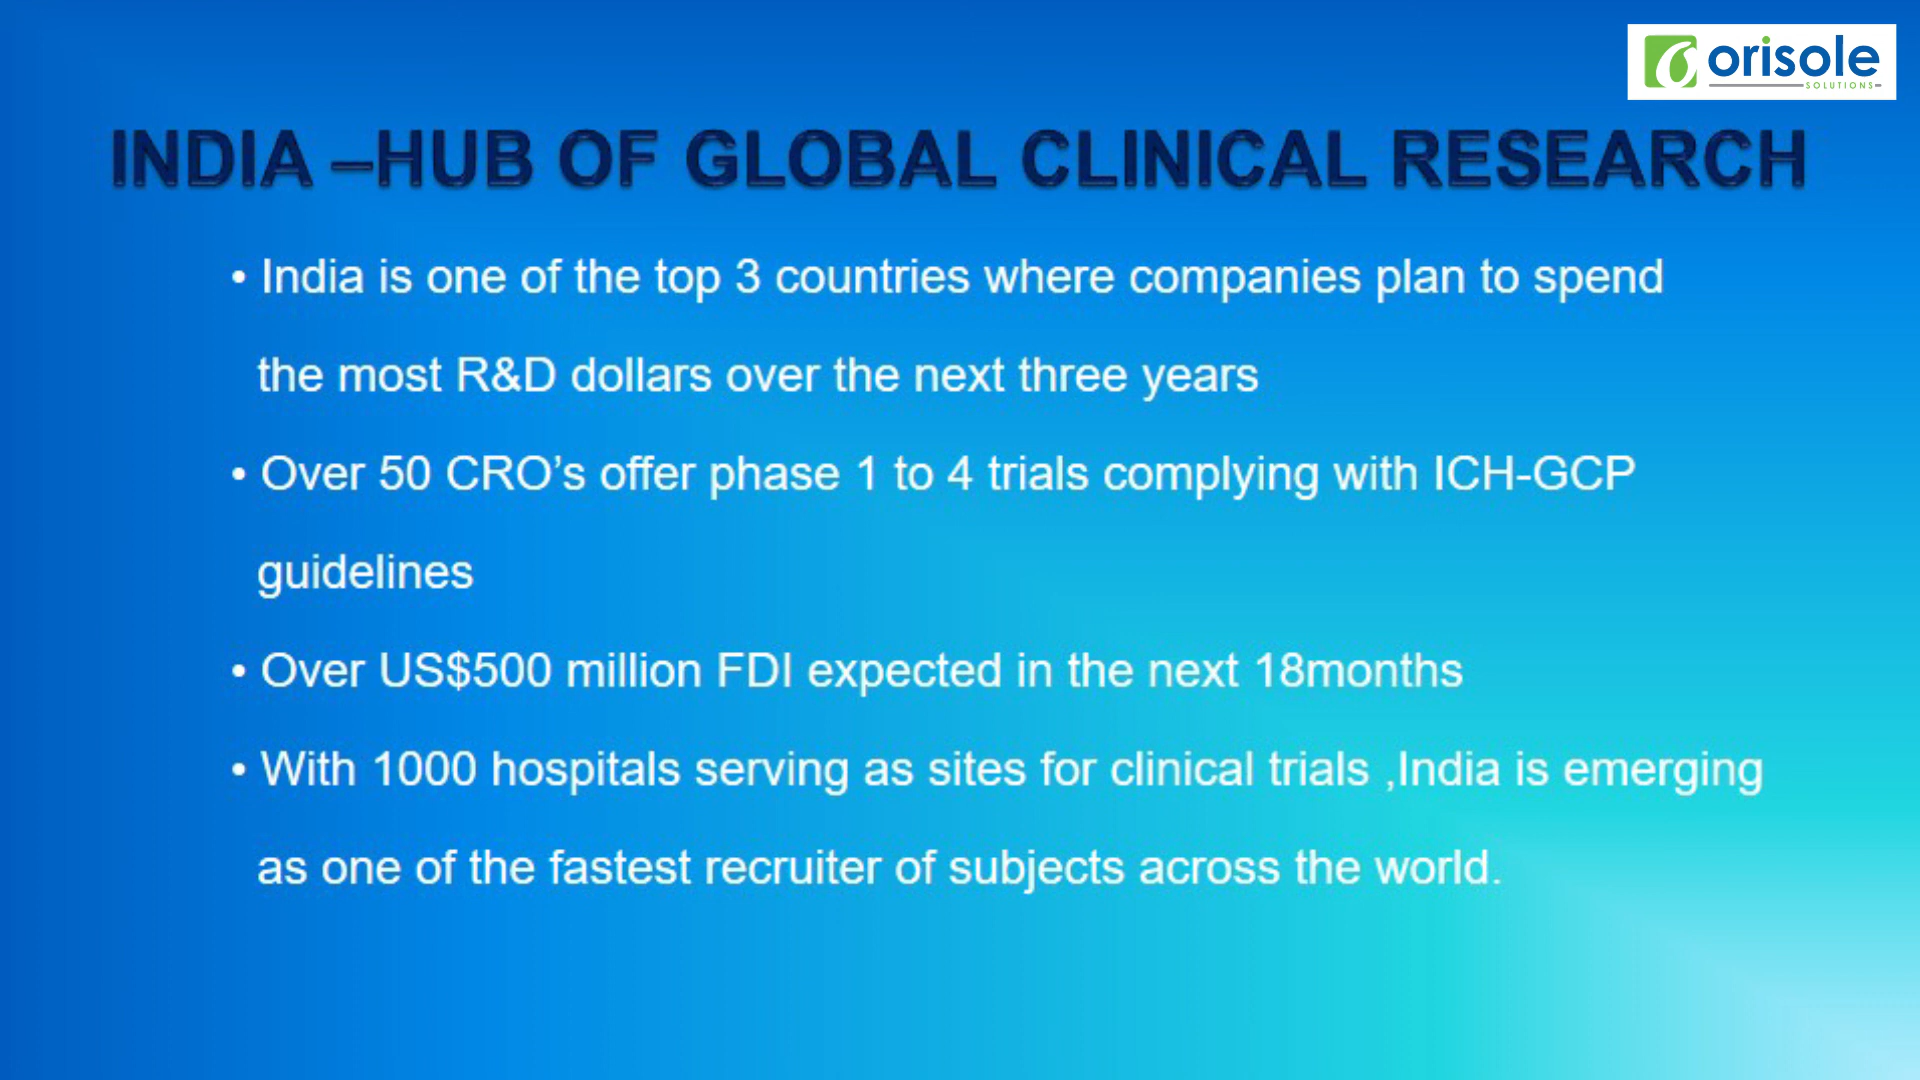 orisole
SOLUTIONS
INDIA –HUB OF GLOBAL CLINICAL RESEARCH
• India is one of the top 3 countries where companies plan to spend
the most R&D dollars over the next three years
• Over 50 CRO’s offer phase 1 to 4 trials complying with ICH-GCP
guidelines
• Over US$500 million FDI expected in the next 18months
• With 1000 hospitals serving as sites for clinical trials ,India is emerging
as one of the fastest recruiter of subjects across the world.